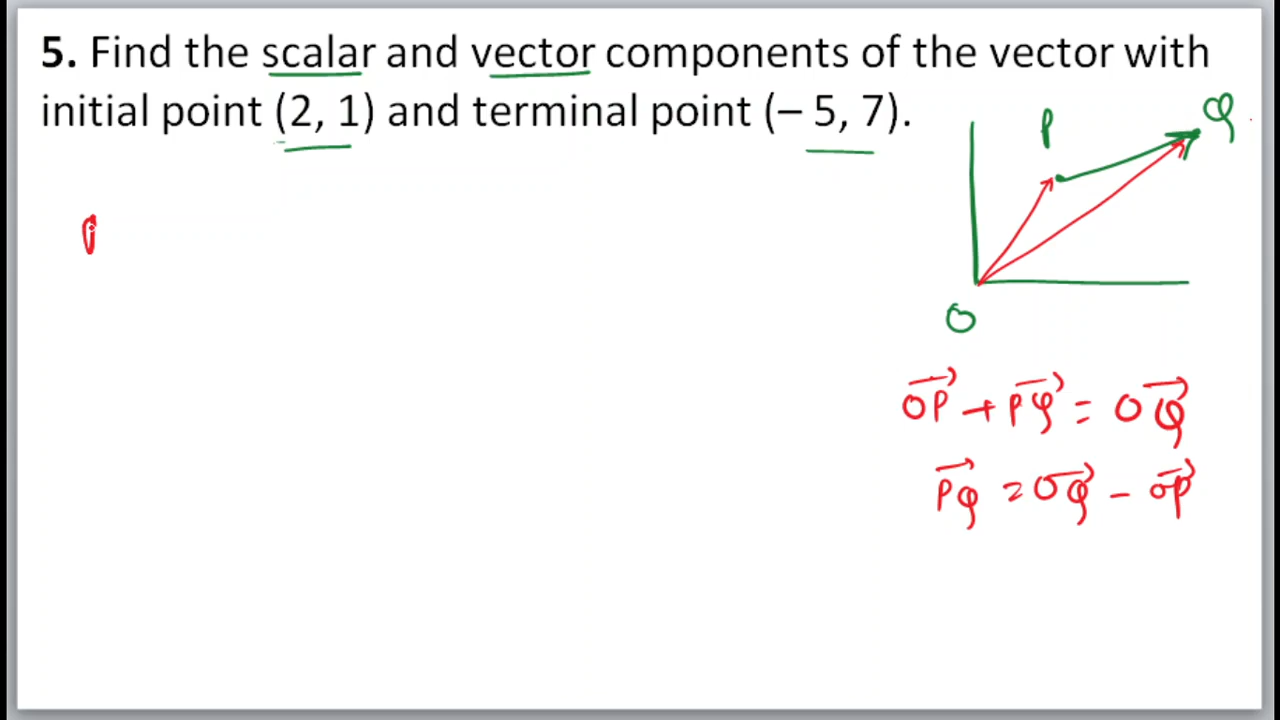 5. Find the scalar and vector components of the vector with
initial point (2, 1) and terminal point (– 5, 7).
P
Q
O
OP + PQ = OQ
PQ = OQ - OP